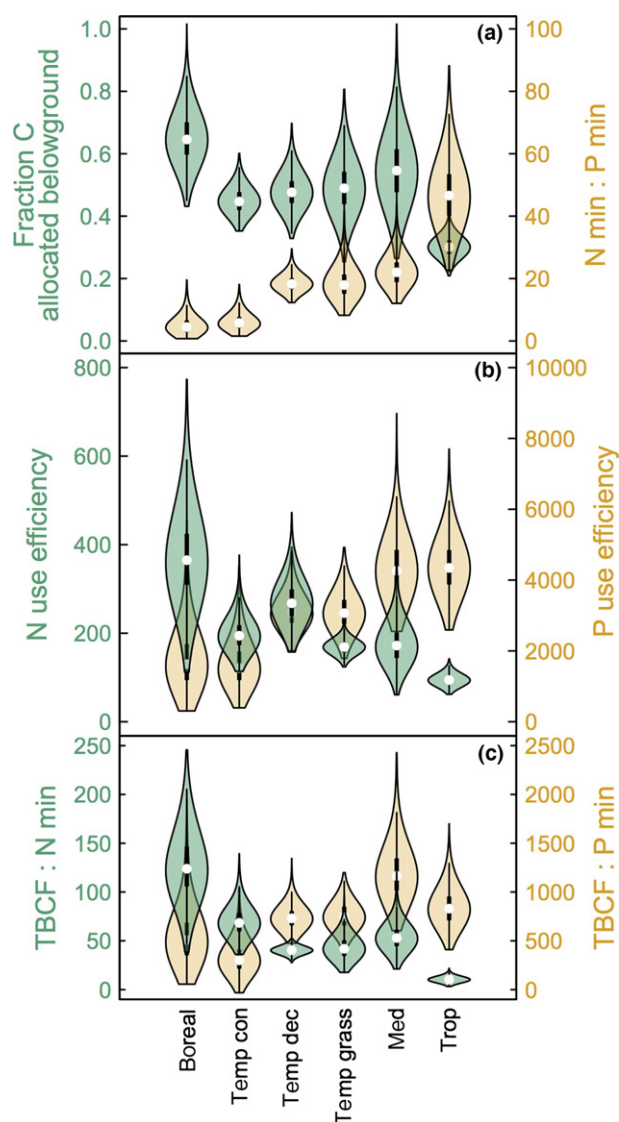 (a)
Fraction C
allocated belowground
1.0
0.8
0.6
0.4
0.2
0.0
100
80
60
40
20
0
N min : P min
(b)
N use efficiency
800
600
400
200
0
10000
8000
6000
4000
2000
0
P use efficiency
(c)
TBCF : N min
250
200
150
100
50
0
2500
2000
1500
1000
500
0
TBCF : P min
Boreal
Temp con
Temp dec
Temp grass
Med
Trop